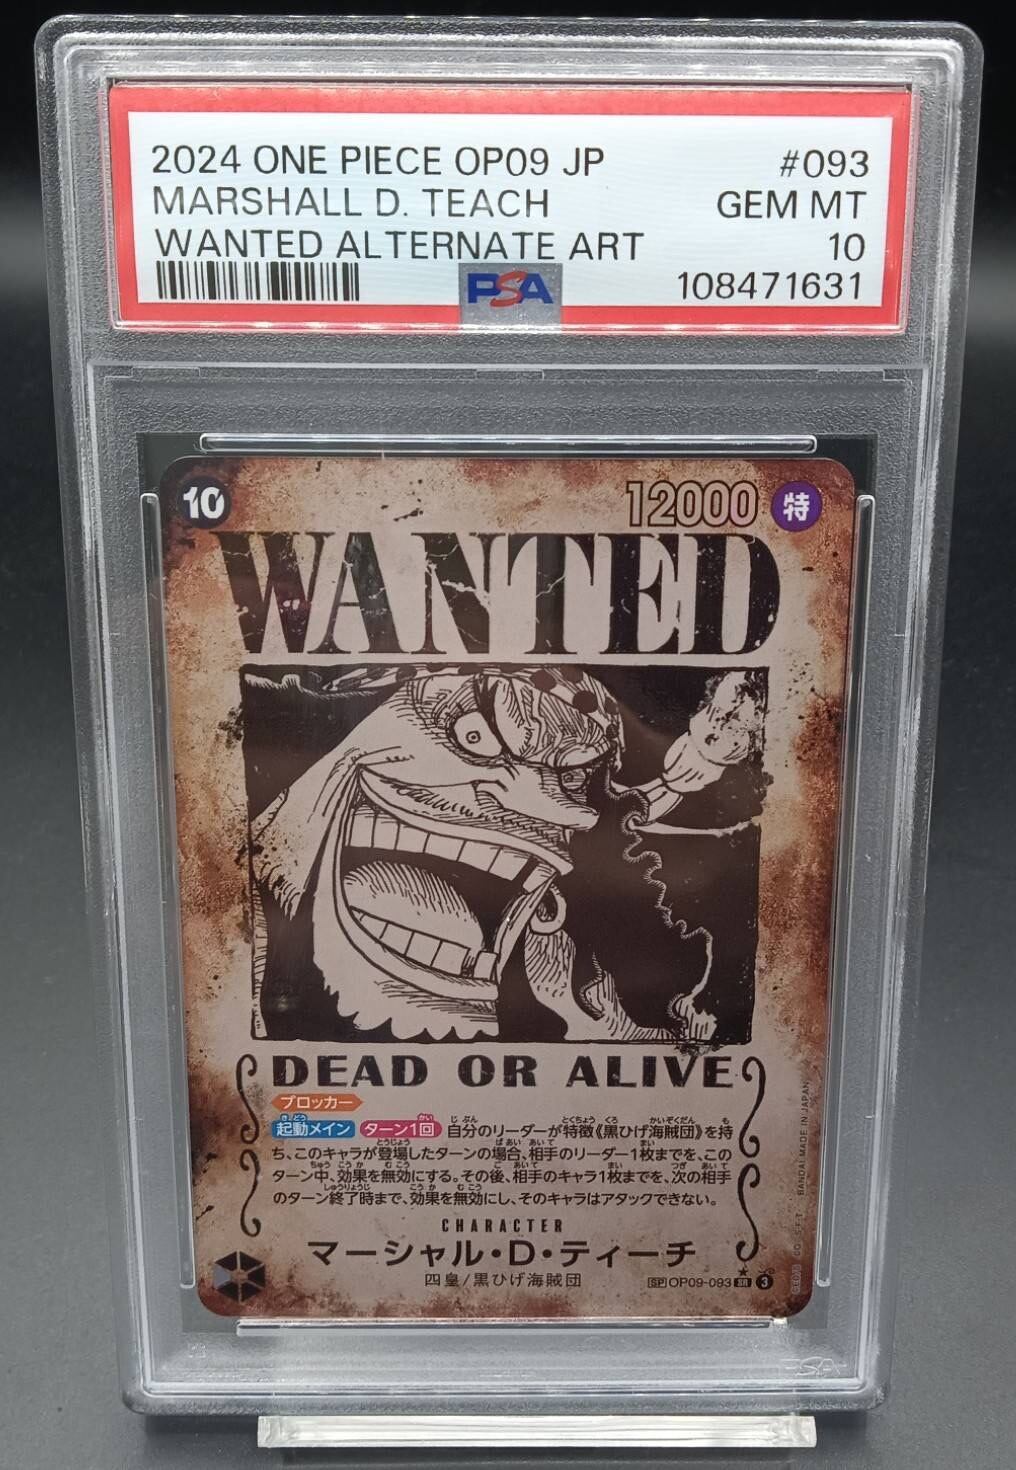 2024 ONE PIECE OP09 JP #093
MARSHALL D. TEACH GEM MT
WANTED ALTERNATE ART 10
PSA 108471631
10 12000 特
WANTED
DEAD OR ALIVE
ブロッカー
起動メイン ターン1回 自分のリーダーが特徴《黒ひげ海賊団》を持
ち、このキャラが登場したターンの場合、相手のリーダー1枚までを、この
ターン中、効果を無効にする。その後、相手のキャラ1枚までを、次の相手
のターン終了時まで、効果を無効にし、そのキャラはアタックできない。
CHARACTER
マーシャル・D・ティーチ
四皇/黒ひげ海賊団
SP OP09-093 SR 3
BANDAI MADE IN JAPAN